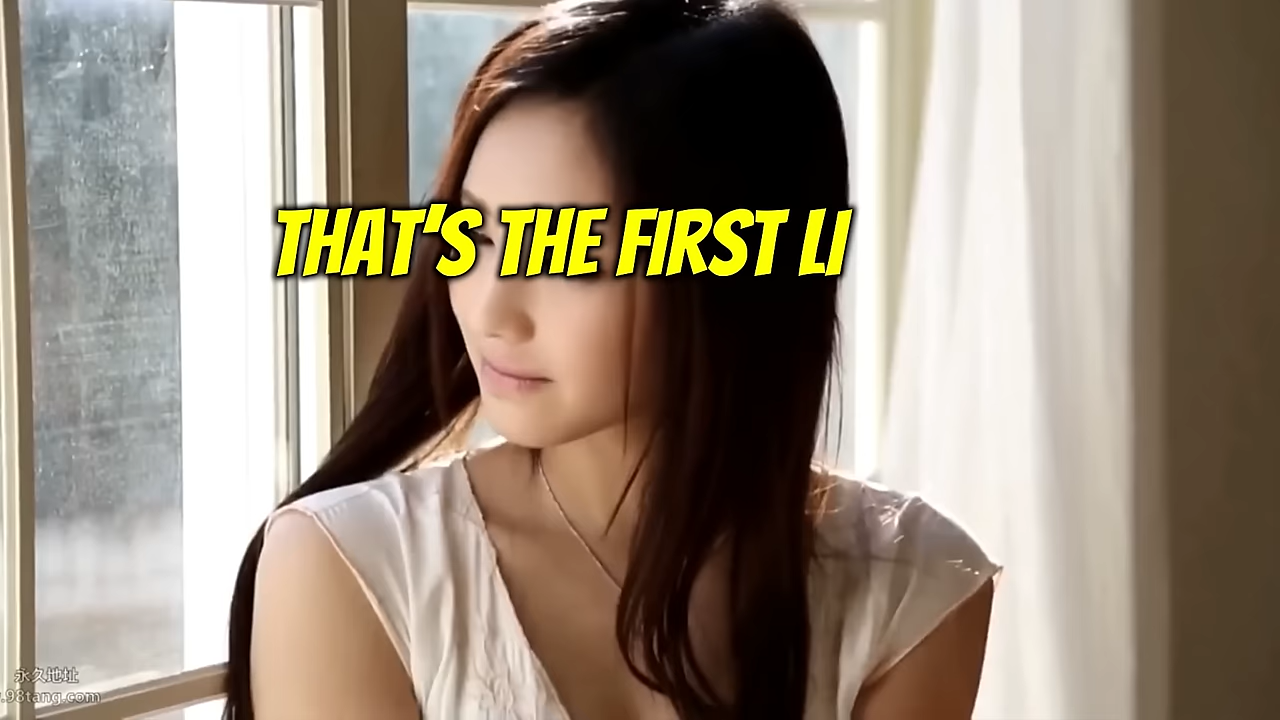 THAT'S THE FIRST LI
永久地址
.98tang.com